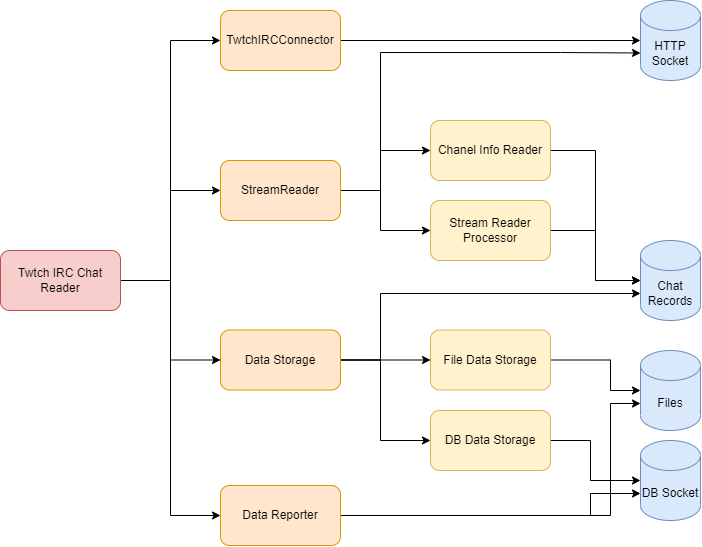 TwtchIRCConnector
HTTP
Socket
Chanel Info Reader
StreamReader
Stream Reader
Processor
Twtch IRC Chat
Reader
Chat
Records
Data Storage
File Data Storage
Files
DB Data Storage
DB Socket
Data Reporter